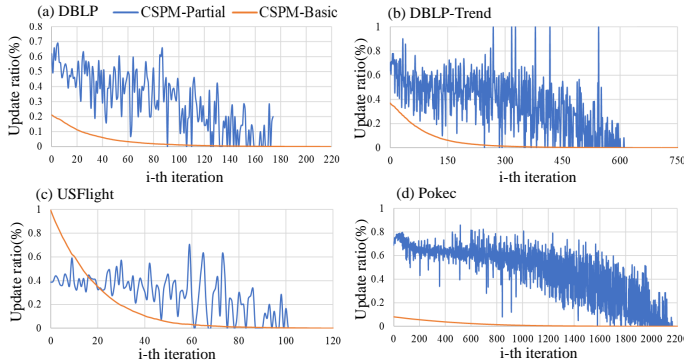 (a) DBLP CSPM-Partial CSPM-Basic (b) DBLP-Trend
Update ratio(%)
0.8
0.7
0.6
0.5
0.4
0.3
0.2
0.1
0
0 20 40 60 80 100 120 140 160 180 200 220
i-th iteration
Update ratio(%)
1
0.8
0.6
0.4
0.2
0
0 150 300 450 600 750
i-th iteration
(c) USFlight
Update ratio(%)
1
0.8
0.6
0.4
0.2
0
0 20 40 60 80 100 120
i-th iteration
(d) Pokec
Update ratio(%)
1
0.8
0.6
0.4
0.2
0
0 200 400 600 800 1000 1200 1400 1600 1800 2000 2200
i-th iteration